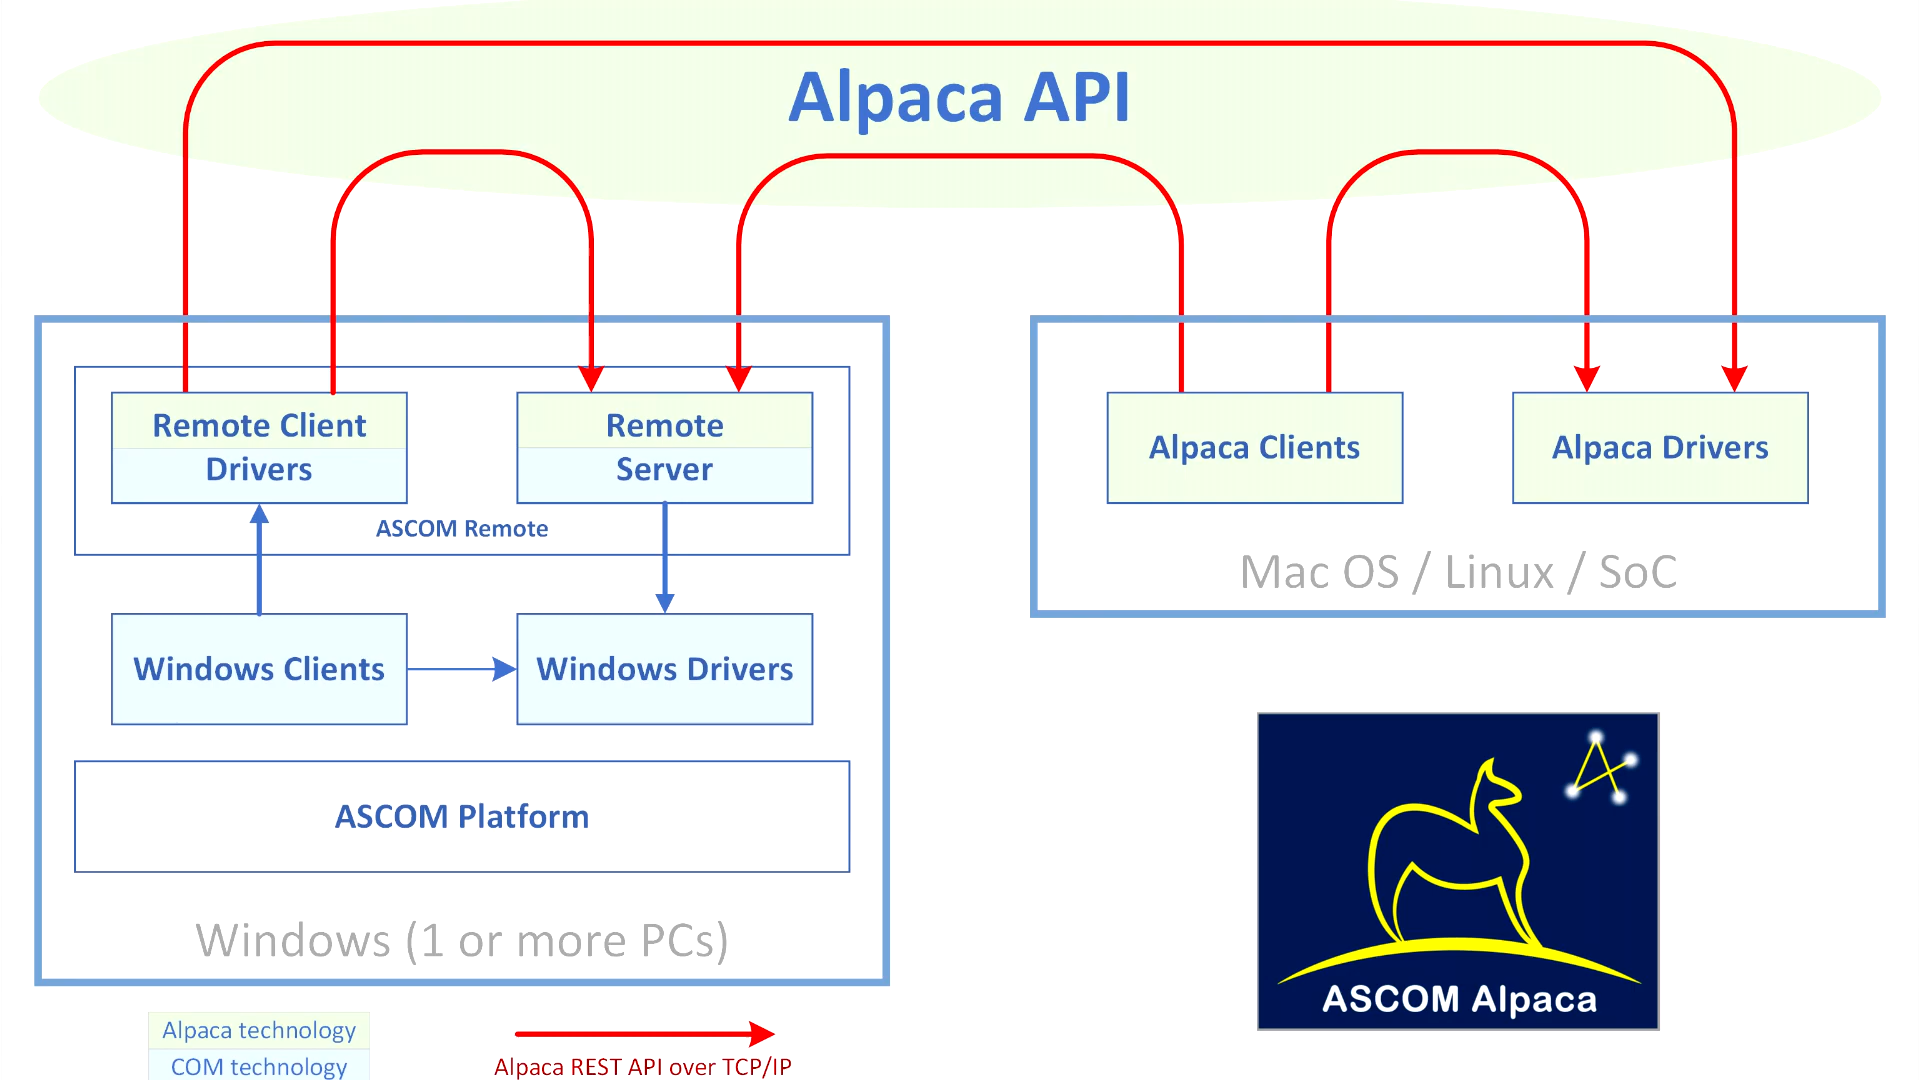 Alpaca API
Remote Client
Drivers
Remote
Server
ASCOM Remote
Windows Clients
Windows Drivers
ASCOM Platform
Windows (1 or more PCs)
Alpaca Clients
Alpaca Drivers
Mac OS / Linux / SoC
ASCOM Alpaca
Alpaca technology
COM technology
Alpaca REST API over TCP/IP